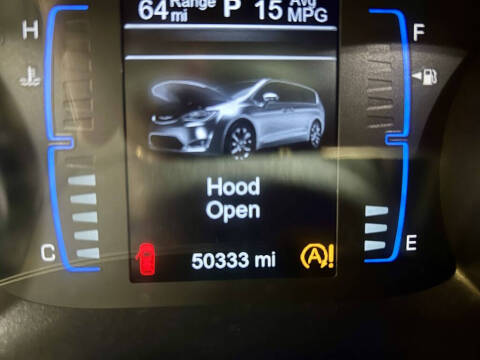 H
64 Range mi P 15 Avg MPG
F
Hood
Open
C
50333 mi
A!
E